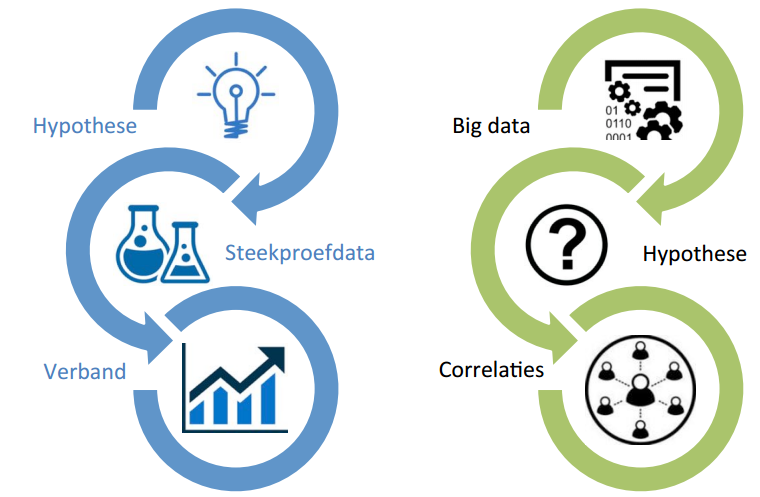 Hypothese
Steekproefdata
Verband
Big data
01
0110
0001
Hypothese
Correlaties